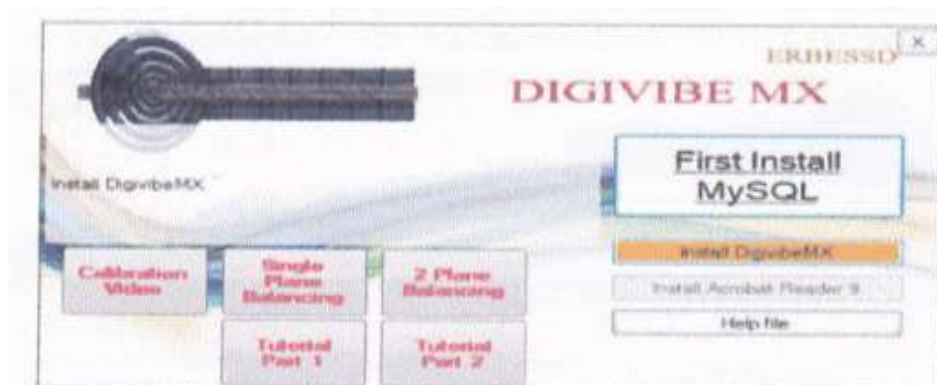 ERBESSD
DIGIVIBE MX
First Install
MySQL
Install DigivibeMX
Install DigivibeMX
Install Acrobat Reader 9
Help file
Calibration
Video
Single
Plane
Balancing
2 Plane
Balancing
Tutorial
Part 1
Tutorial
Part 2